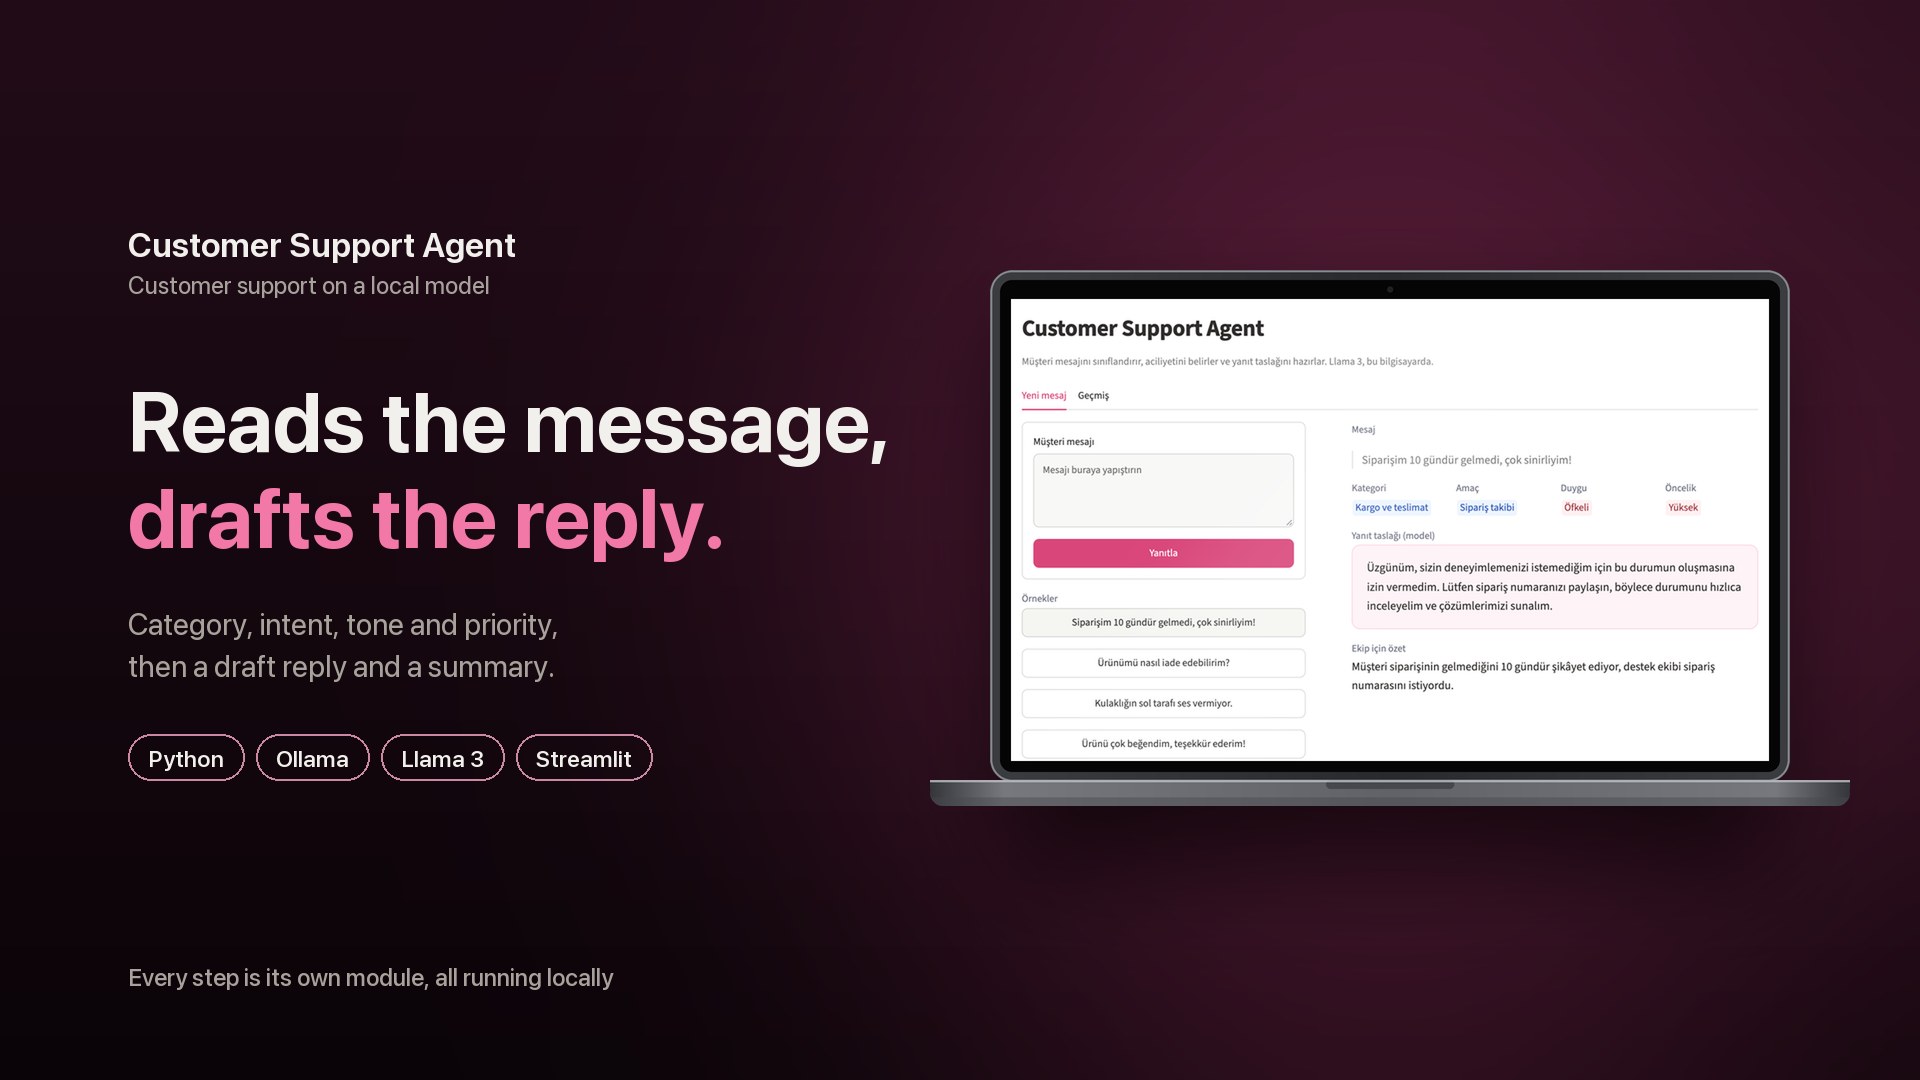 Customer Support Agent
Customer support on a local model
Reads the message,
drafts the reply.
Category, intent, tone and priority,
then a draft reply and a summary.
Python
Ollama
Llama 3
Streamlit
Every step is its own module, all running locally
Customer Support Agent
Müşteri mesajını sınıflandırır, aciliyetini belirler ve yanıt taslağını hazırlar. Llama 3, bu bilgisayarda.
Yeni mesaj
Geçmiş
Müşteri mesajı
Mesajı buraya yapıştırın
Yanıtla
Örnekler
Siparişim 10 gündür gelmedi, çok sinirliyim!
Ürünümü nasıl iade edebilirim?
Kulaklığın sol tarafı ses vermiyor.
Ürünü çok beğendim, teşekkür ederim!
Mesaj
Siparişim 10 gündür gelmedi, çok sinirliyim!
Kategori
Amaç
Duygu
Öncelik
Kargo ve teslimat
Sipariş takibi
Öfkeli
Yüksek
Yanıt taslağı (model)
Üzgünüm, sizin deneyimlemenizi istemediğim için bu durumun oluşmasına
izin vermedim. Lütfen sipariş numaranızı paylaşın, böylece durumunu hızlıca
inceleyelim ve çözümlerimizi sunalım.
Ekip için özet
Müşteri siparişinin gelmediğini 10 gündür şikâyet ediyor, destek ekibi sipariş
numarasını istiyordu.